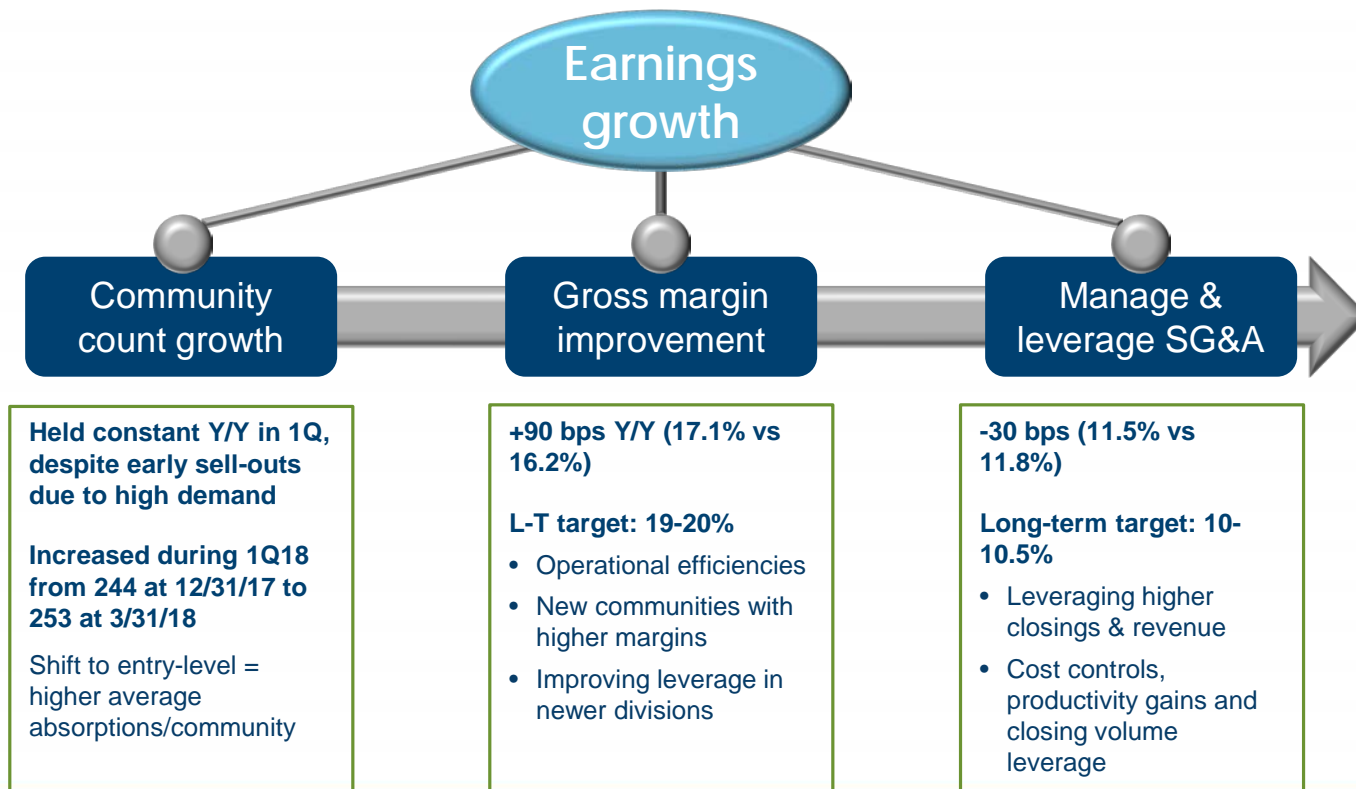 Earnings
growth
Community
count growth
Gross margin
improvement
Manage &
leverage SG&A
Held constant Y/Y in 1Q,
despite early sell-outs
due to high demand
Increased during 1Q18
from 244 at 12/31/17 to
253 at 3/31/18
Shift to entry-level =
higher average
absorptions/community
+90 bps Y/Y (17.1% vs
16.2%)
L-T target: 19-20%
• Operational efficiencies
• New communities with
higher margins
• Improving leverage in
newer divisions
-30 bps (11.5% vs
11.8%)
Long-term target: 10-
10.5%
• Leveraging higher
closings & revenue
• Cost controls,
productivity gains and
closing volume
leverage